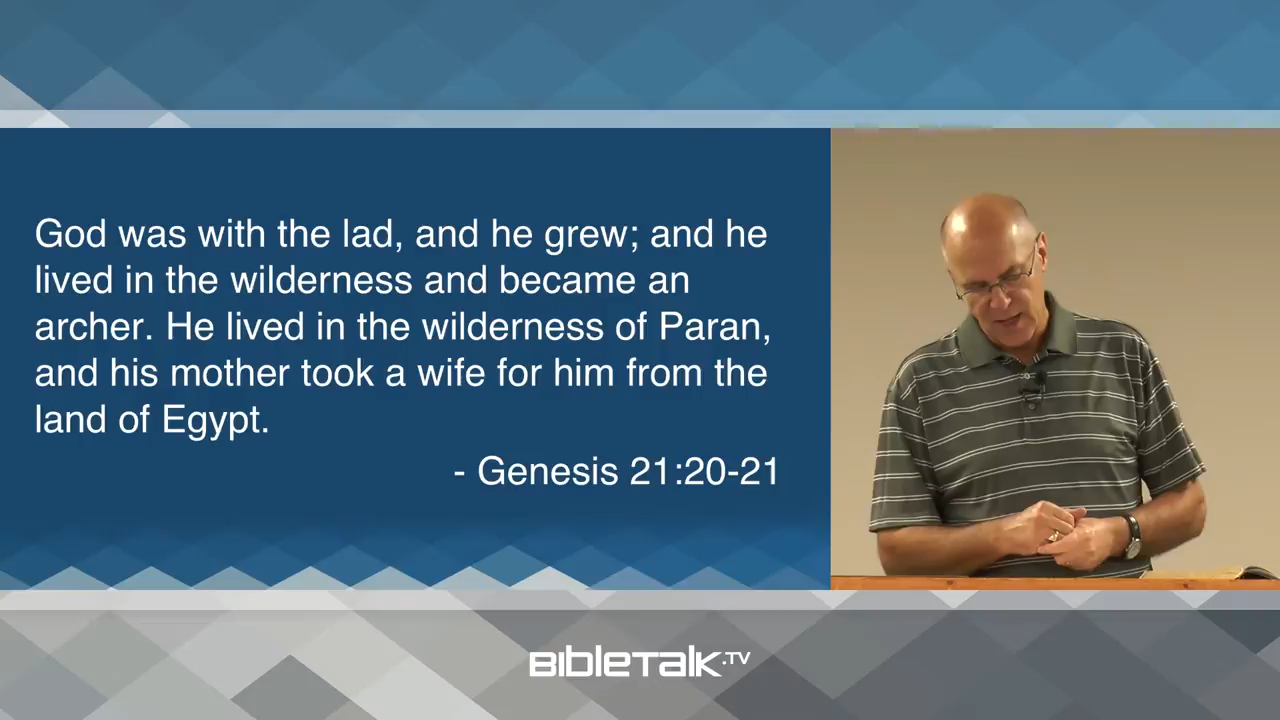 God was with the lad, and he grew; and he
lived in the wilderness and became an
archer. He lived in the wilderness of Paran,
and his mother took a wife for him from the
land of Egypt.
- Genesis 21:20-21
BIBLETALK.TV